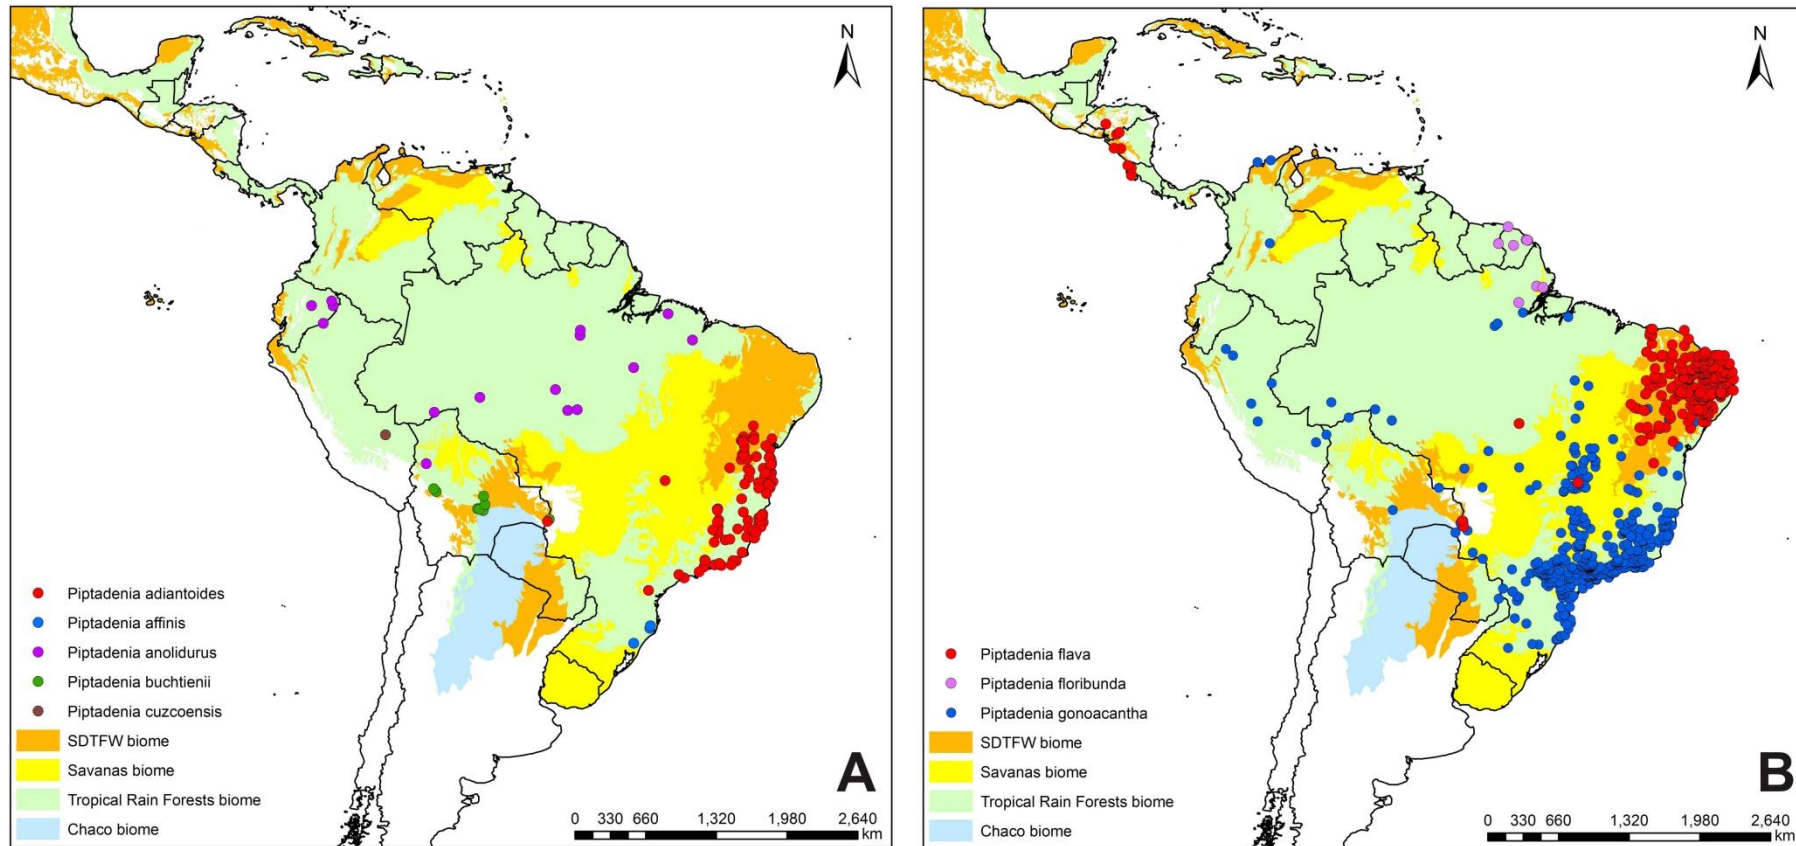 N
Piptadenia adiantoides
Piptadenia affinis
Piptadenia anolidurus
Piptadenia buchtienii
Piptadenia cuzcoensis
SDTFW biome
Savanas biome
Tropical Rain Forests biome
Chaco biome
A
0 330 660 1,320 1,980 2,640
km
N
Piptadenia flava
Piptadenia floribunda
Piptadenia gonoacantha
SDTFW biome
Savanas biome
Tropical Rain Forests biome
Chaco biome
B
0 330 660 1,320 1,980 2,640
km